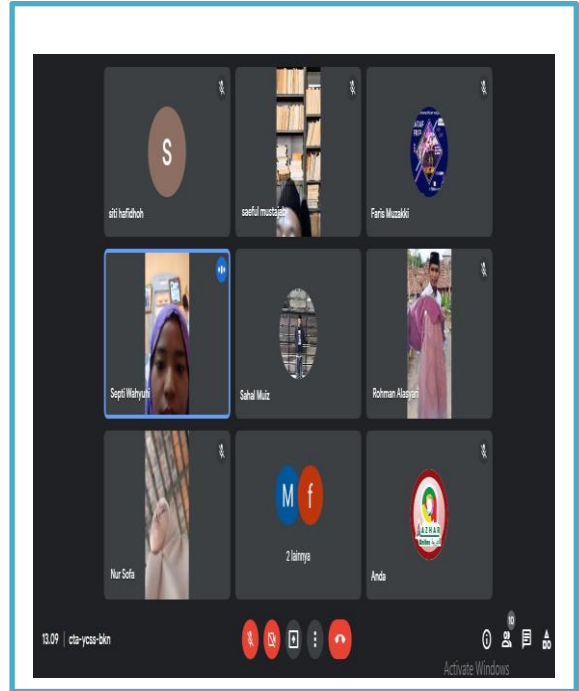 S
siti hafidhoh
saeful mustajab
Faris Muzakki
Septi Wahyuni
Sahal Muiz
Rohman Alasyari
Nur Sofa
M f
2 lainnya
AZHAR
Anda
13.09 | cta-ycss-bkn
10
Activate Windows